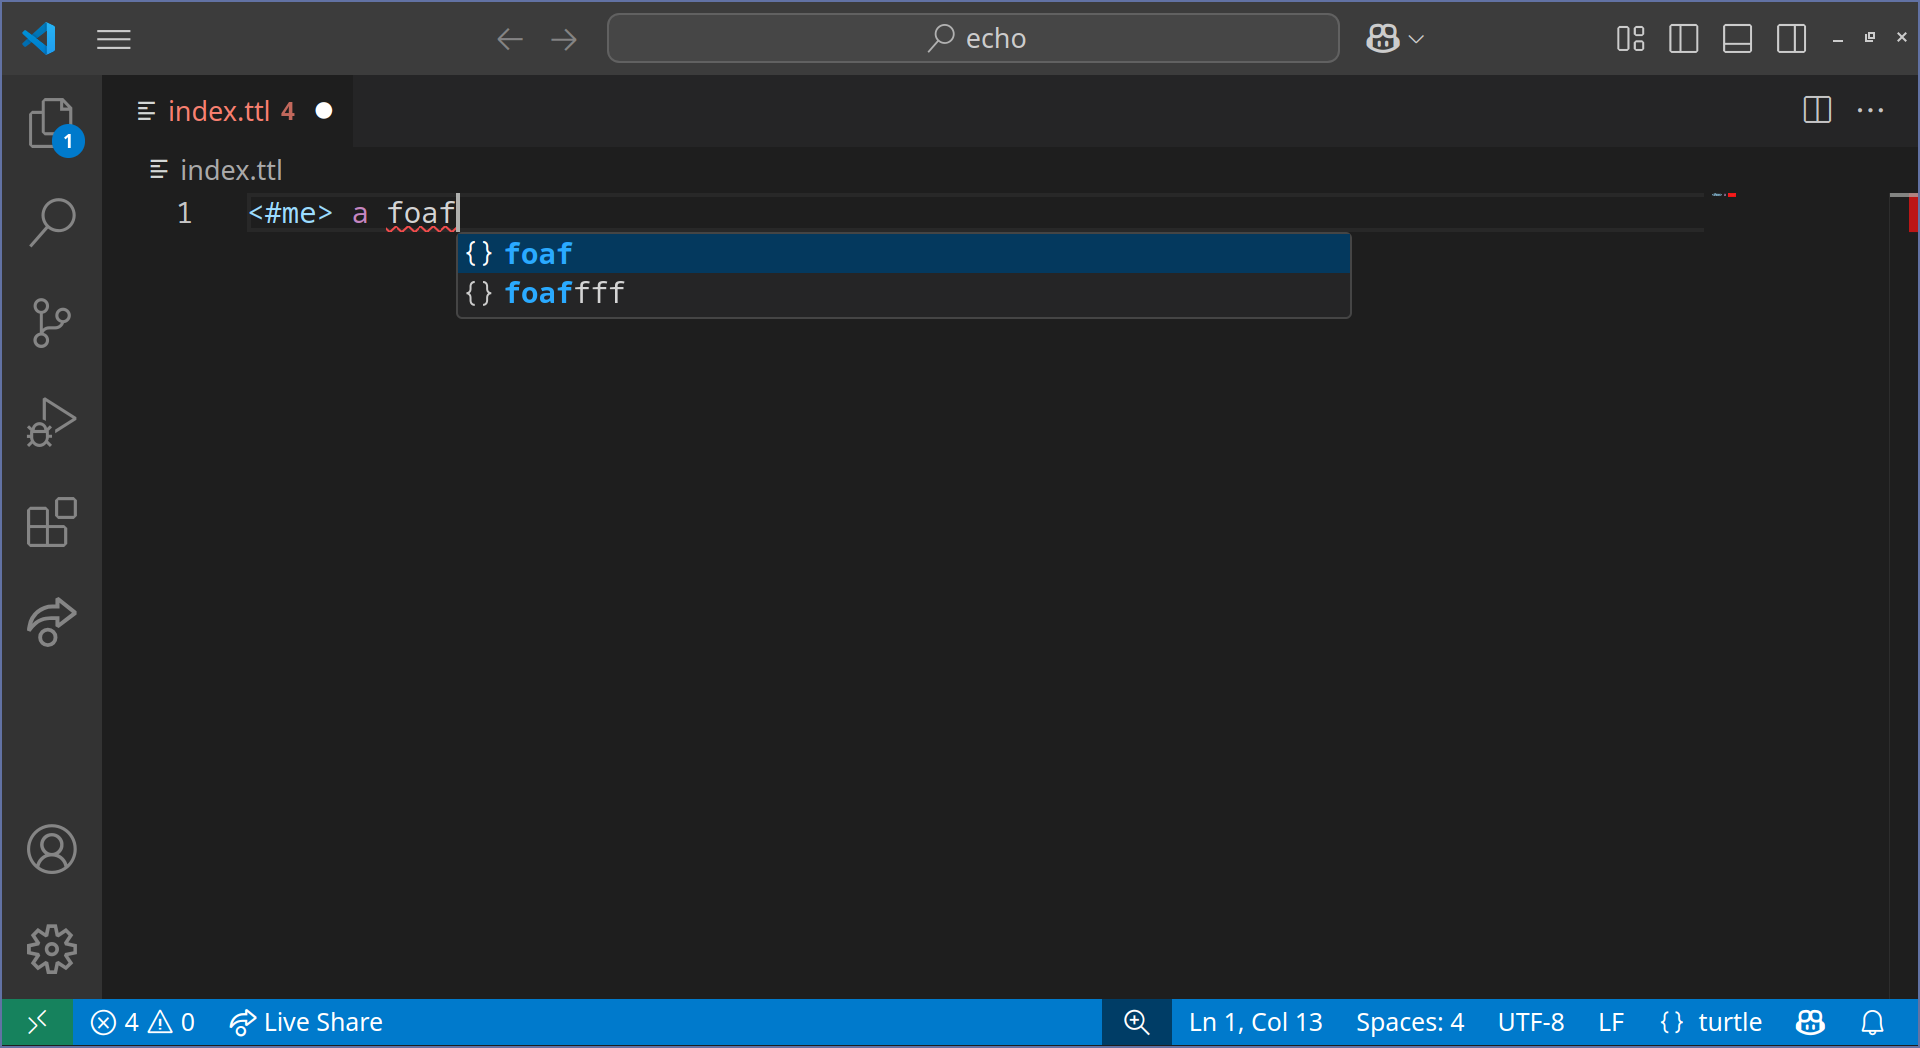 echo
index.ttl 4
1
index.ttl
1 <#me> a foaf
{} foaf
{} foaffff
4 0 Live Share Ln 1, Col 13 Spaces: 4 UTF-8 LF {} turtle